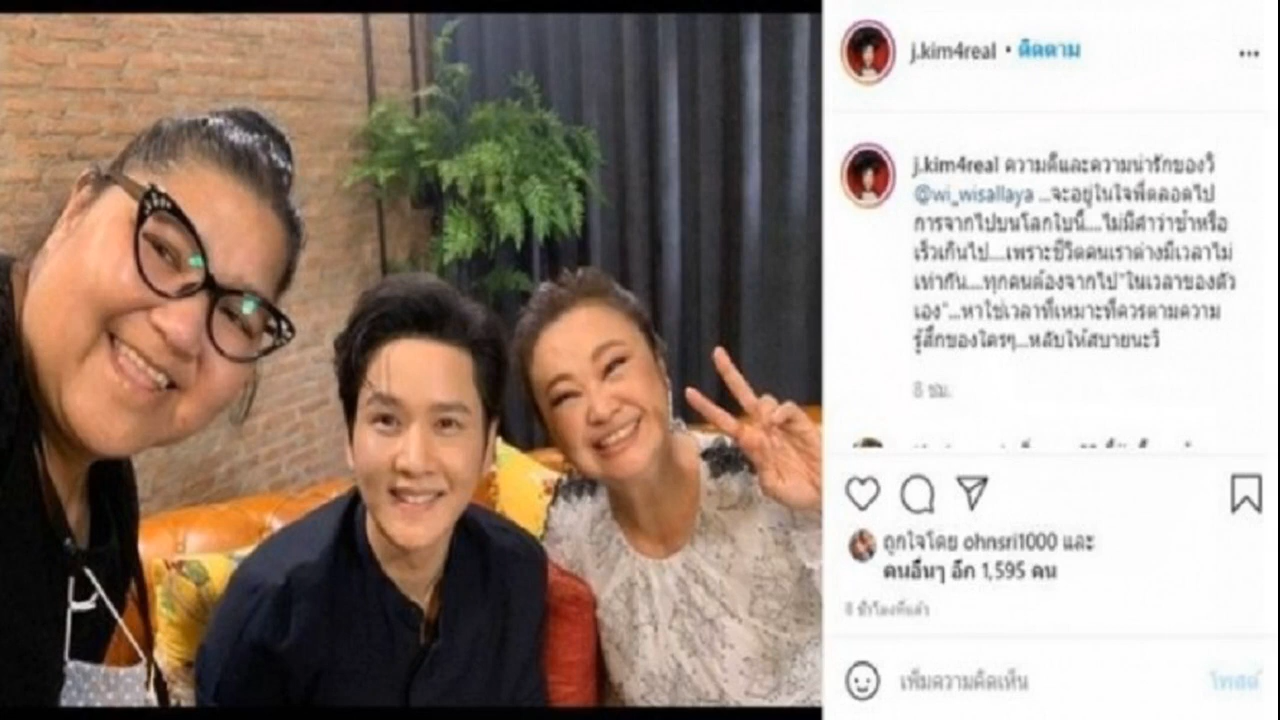 j.kim4real • ติดตาม
j.kim4real ความดีและความน่ารักของวิ
@wi_wisallaya ...จะอยู่ในใจพี่ตลอดไป
การจากไปบนโลกใบนี้....ไม่มีคำว่าช้าหรือ
เร็วเกินไป....เพราะชีวิตคนเราต่างมีเวลาไม่
เท่ากัน....ทุกคนต้องจากไป"ในเวลาของตัว
เอง"...หาใช่เวลาที่เหมาะที่ควรตามความ
รู้สึกของใครๆ...หลับให้สบายนะวิ
8 ชม.
ถูกใจโดย ohnsri1000 และ
คนอื่นๆ อีก 1,595 คน
8 ชั่วโมงที่แล้ว
เพิ่มความคิดเห็น
โพสต์